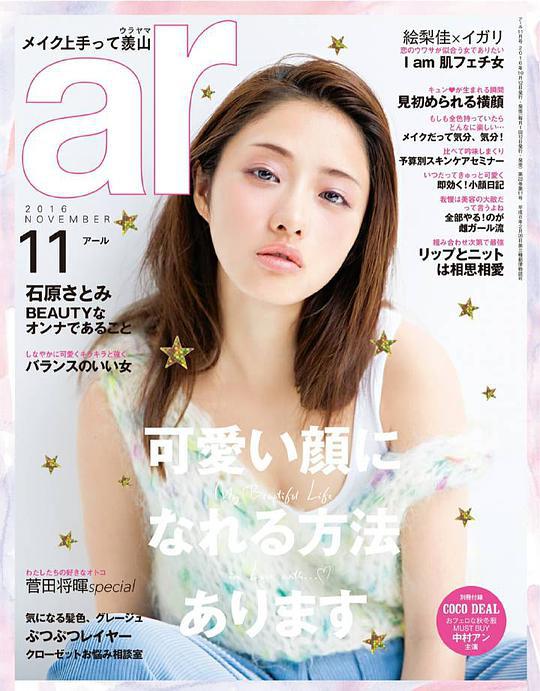 ウラヤマ
メイク上手って羨山
ar
2016
NOVEMBER
11
アール
石原さとみ
BEAUTYな
オンナであること
しなやかに可愛くキラキラと強く
バランスのいい女
絵梨佳×イガリ
恋のウワサが似合う女でありたい
I am 肌フェチ女
キュン♥が生まれる瞬間
見初められる横顔
もしも全色持っていたら
どんなに楽しい…
メイクだって気分、気分!
比べて吟味しまくり
予算別スキンケアセミナー
いつだってきゅっと可愛く
即効!小顔日記
我慢は美容の大敵だ
って言うよね
全部やる!のが
雌ガール流
組み合わせ次第で最強
リップとニット
は相思相愛
可愛い顔に
My Beautiful Life
なれる方法
あります
わたしたちの好きなオトコ
菅田将暉special
気になる髪色、グレージュ
ぶつぶつレイヤー
クローゼットお悩み相談室
別冊付録
COCO DEAL
おフェロな秋冬服
MUST BUY
中村アン
主演